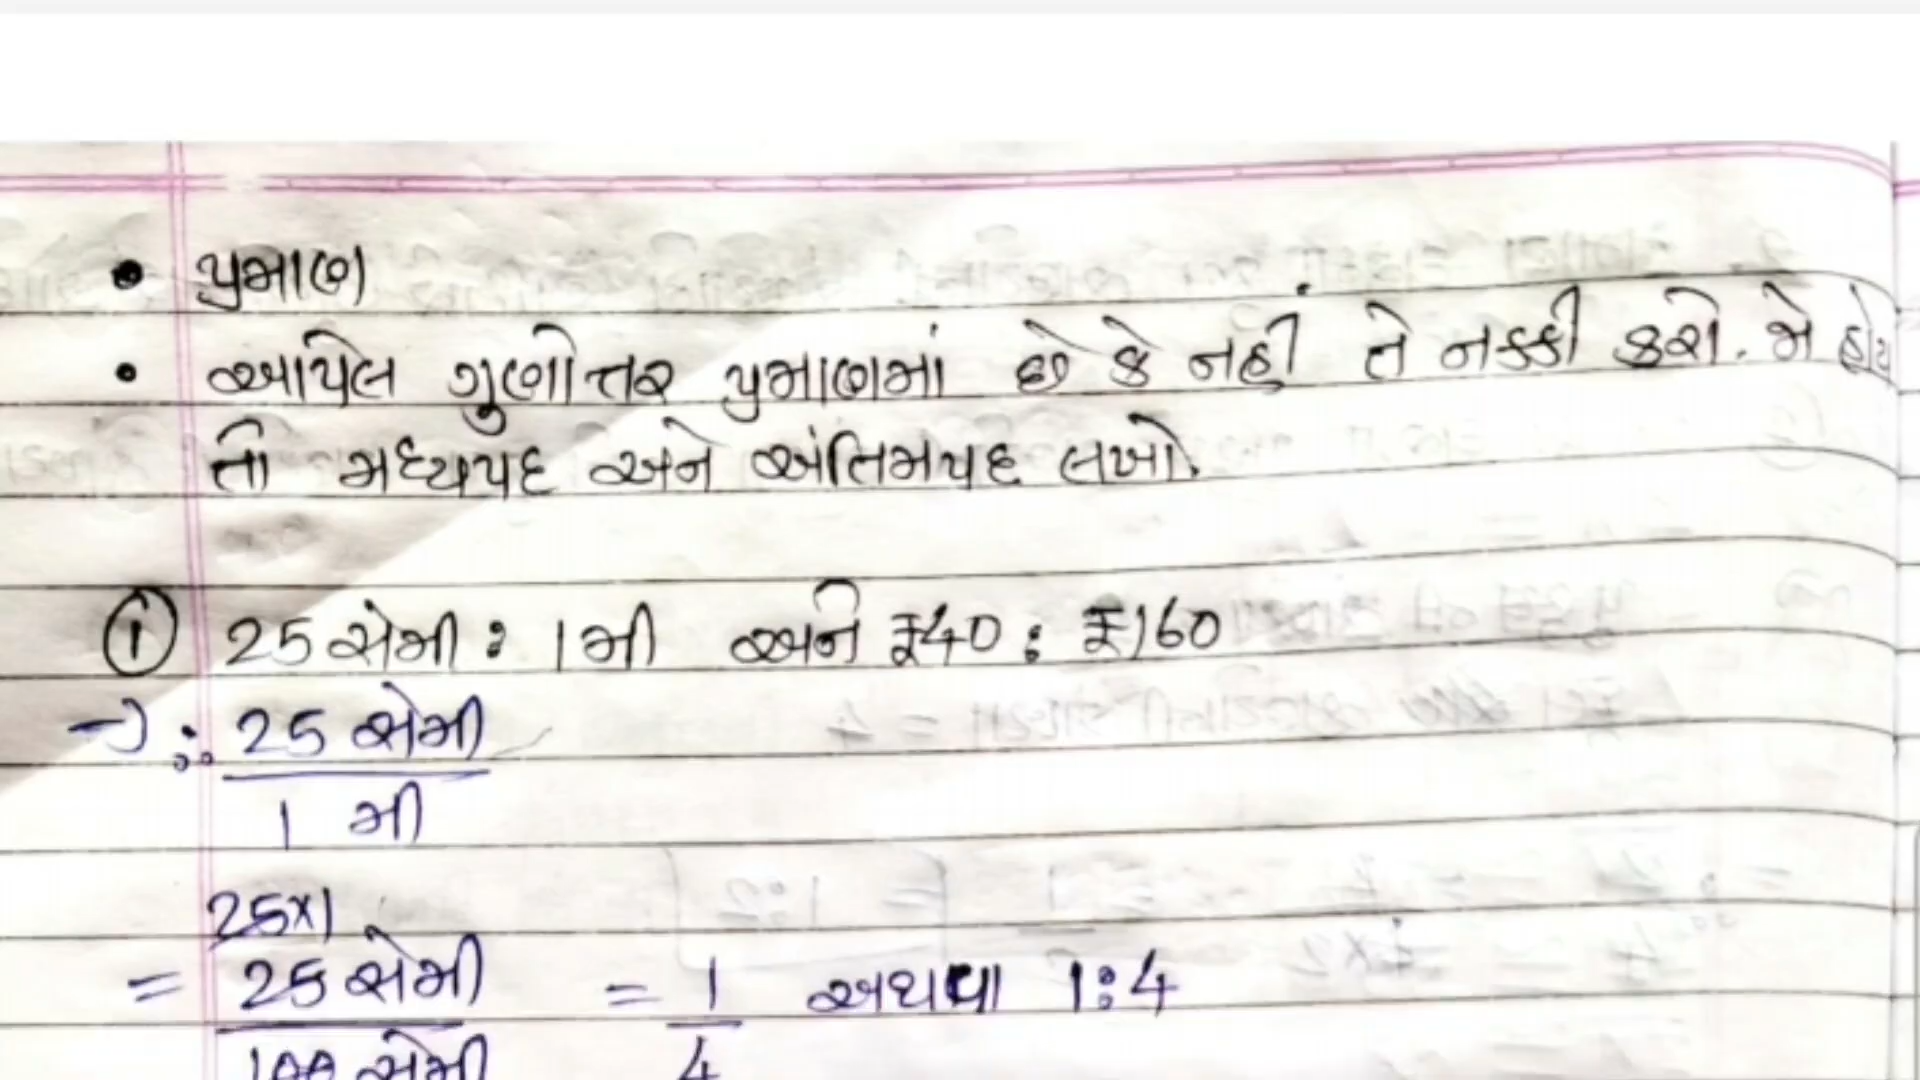 • પ્રમાણ
• આપેલ ગુણોત્તર પ્રમાણમાં છે કે નહીં તે નક્કી કરો. જો હોય
તો મધ્યપદ અને અંતિમપદ લખો.
① 25 સેમી : 1 મી અને ₹40 : ₹160
→ ∴ 25 સેમી
1 મી
25×1
= 25 સેમી = 1 અથવા 1:4
100 સેમી 4